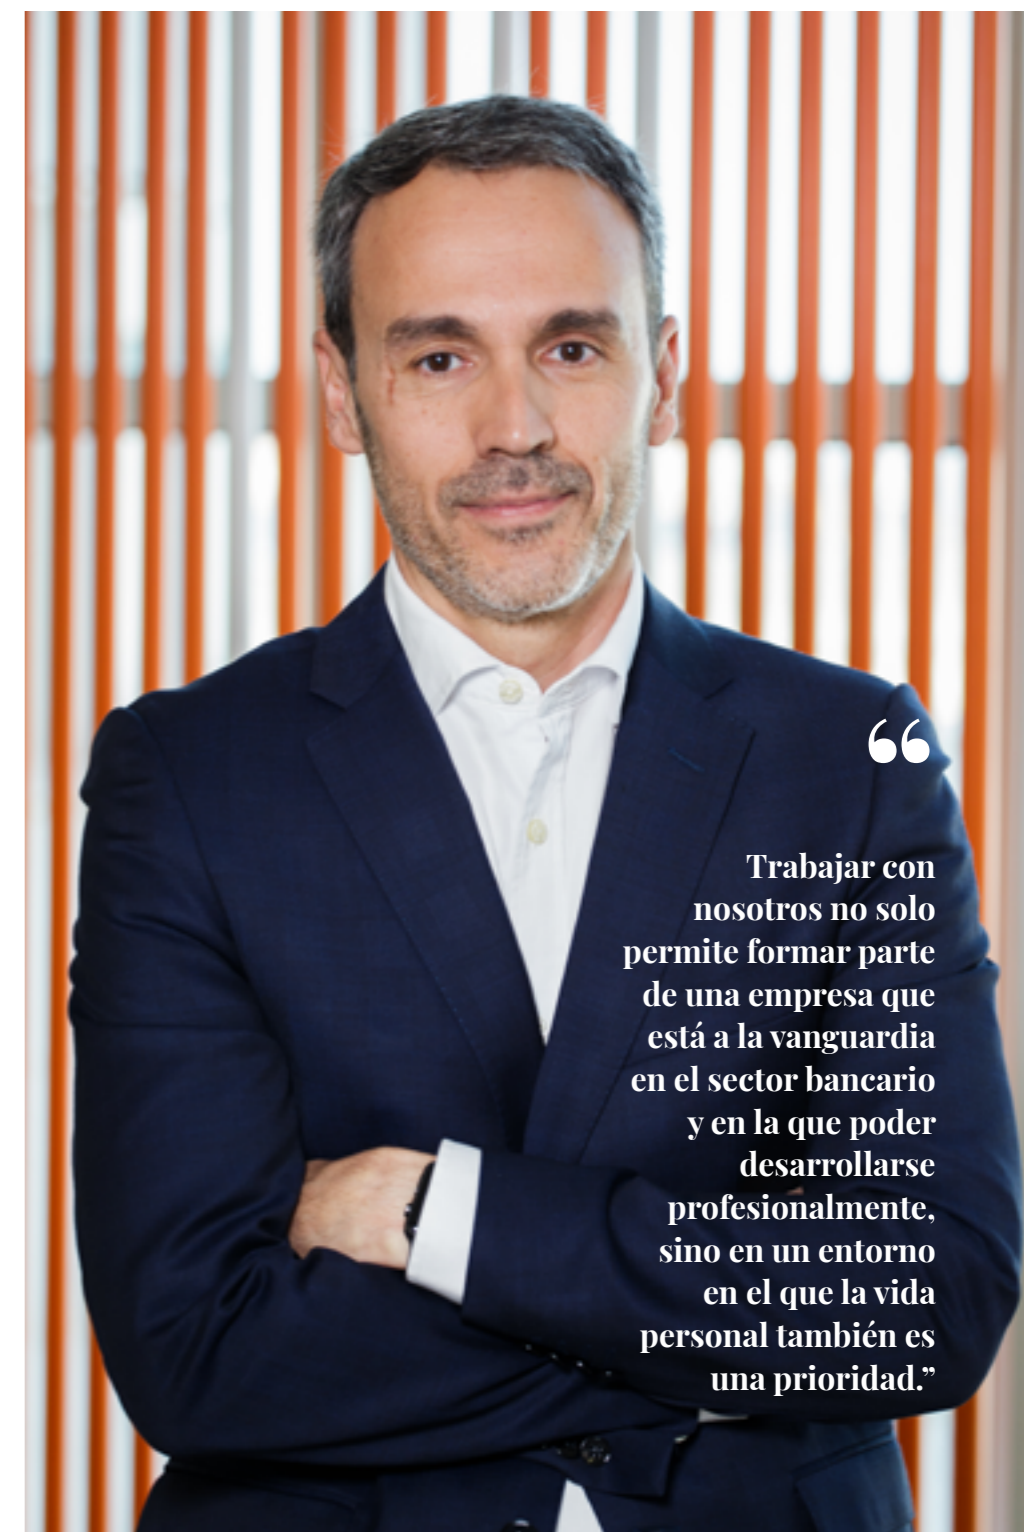 “
Trabajar con
nosotros no solo
permite formar parte
de una empresa que
está a la vanguardia
en el sector bancario
y en la que poder
desarrollarse
profesionalmente,
sino en un entorno
en el que la vida
personal también es
una prioridad.”